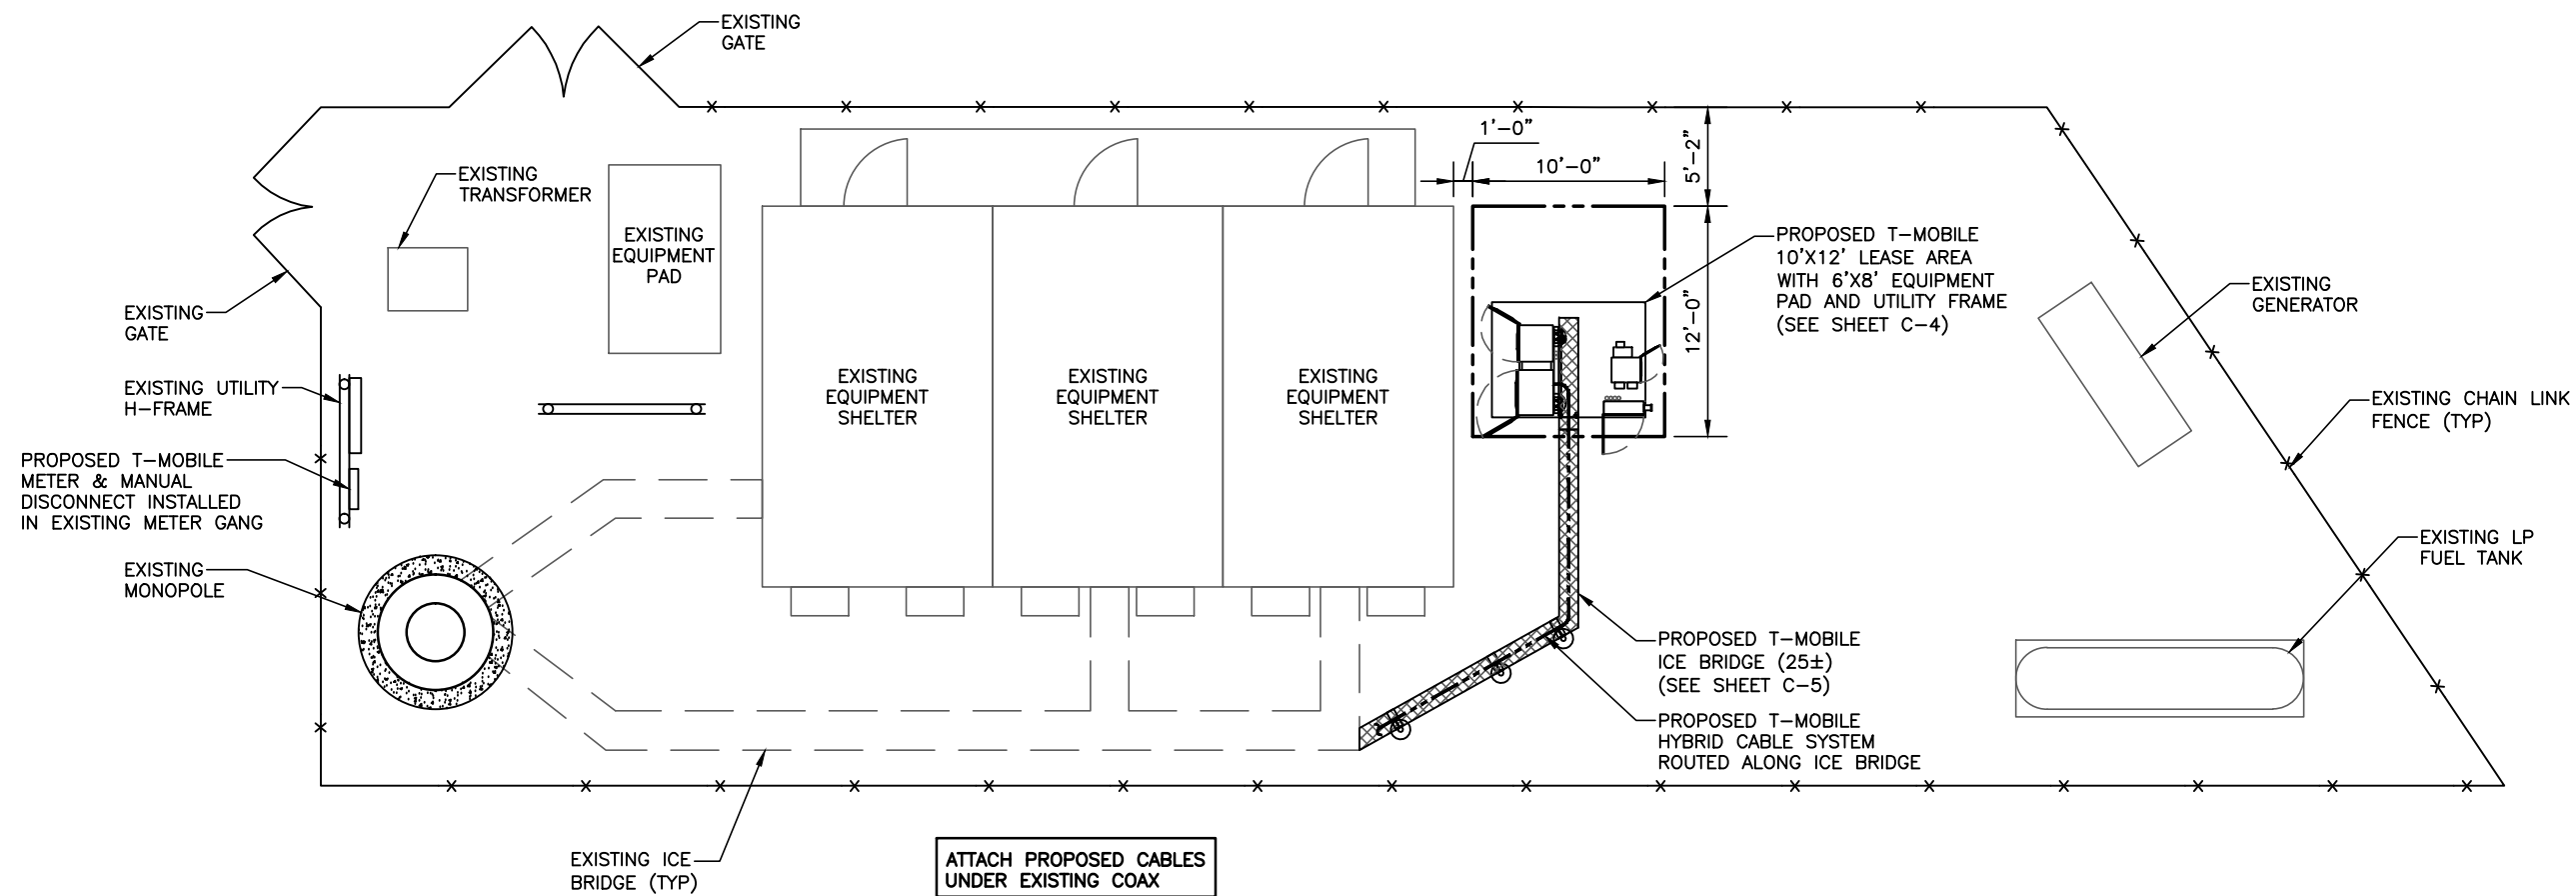 EXISTING
GATE
1'-0"
10'-0"
5'-2"
12'-0"
EXISTING
TRANSFORMER
EXISTING
EQUIPMENT
PAD
PROPOSED T-MOBILE
10'X12' LEASE AREA
WITH 6'X8' EQUIPMENT
PAD AND UTILITY FRAME
(SEE SHEET C-4)
EXISTING
GENERATOR
EXISTING
GATE
EXISTING UTILITY
H-FRAME
EXISTING
EQUIPMENT
SHELTER
EXISTING
EQUIPMENT
SHELTER
EXISTING
EQUIPMENT
SHELTER
EXISTING CHAIN LINK
FENCE (TYP)
PROPOSED T-MOBILE
METER & MANUAL
DISCONNECT INSTALLED
IN EXISTING METER GANG
EXISTING LP
FUEL TANK
EXISTING
MONOPOLE
PROPOSED T-MOBILE
ICE BRIDGE (25±)
(SEE SHEET C-5)
PROPOSED T-MOBILE
HYBRID CABLE SYSTEM
ROUTED ALONG ICE BRIDGE
EXISTING ICE
BRIDGE (TYP)
ATTACH PROPOSED CABLES
UNDER EXISTING COAX